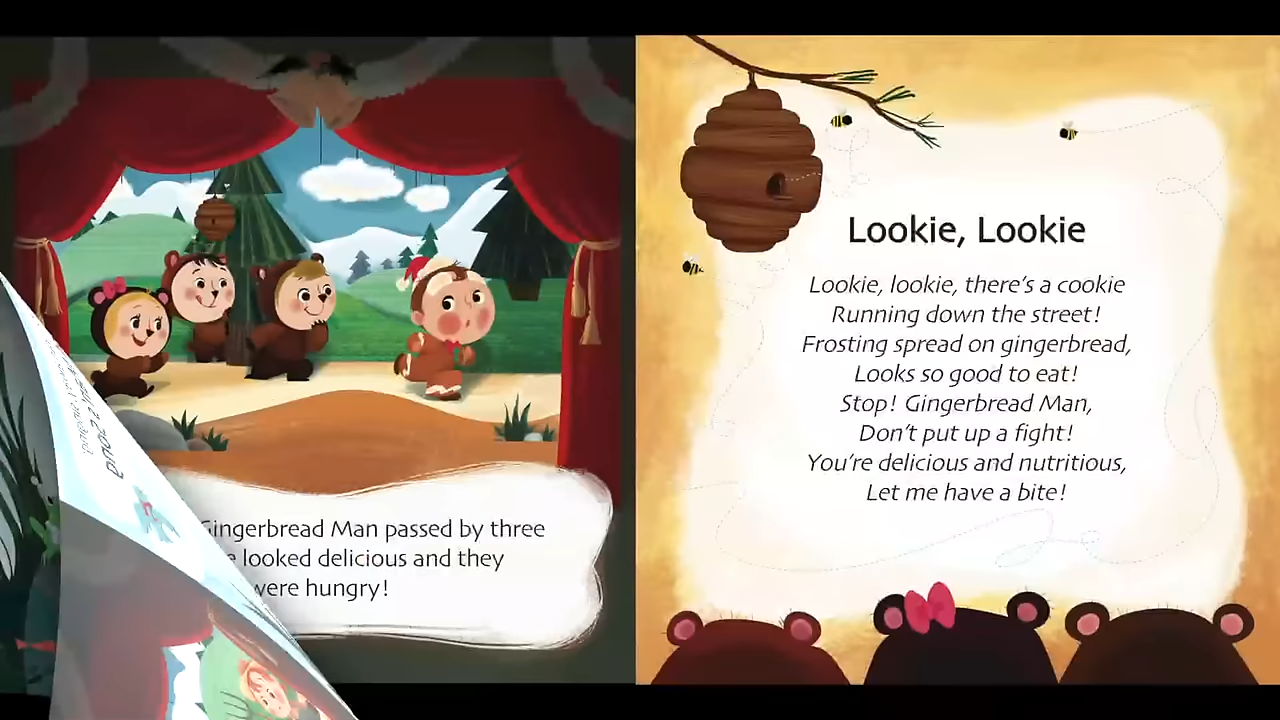 Gingerbread Man passed by three
looked delicious and they
were hungry!
Lookie, Lookie
Lookie, lookie, there's a cookie
Running down the street!
Frosting spread on gingerbread,
Looks so good to eat!
Stop! Gingerbread Man,
Don't put up a fight!
You're delicious and nutritious,
Let me have a bite!